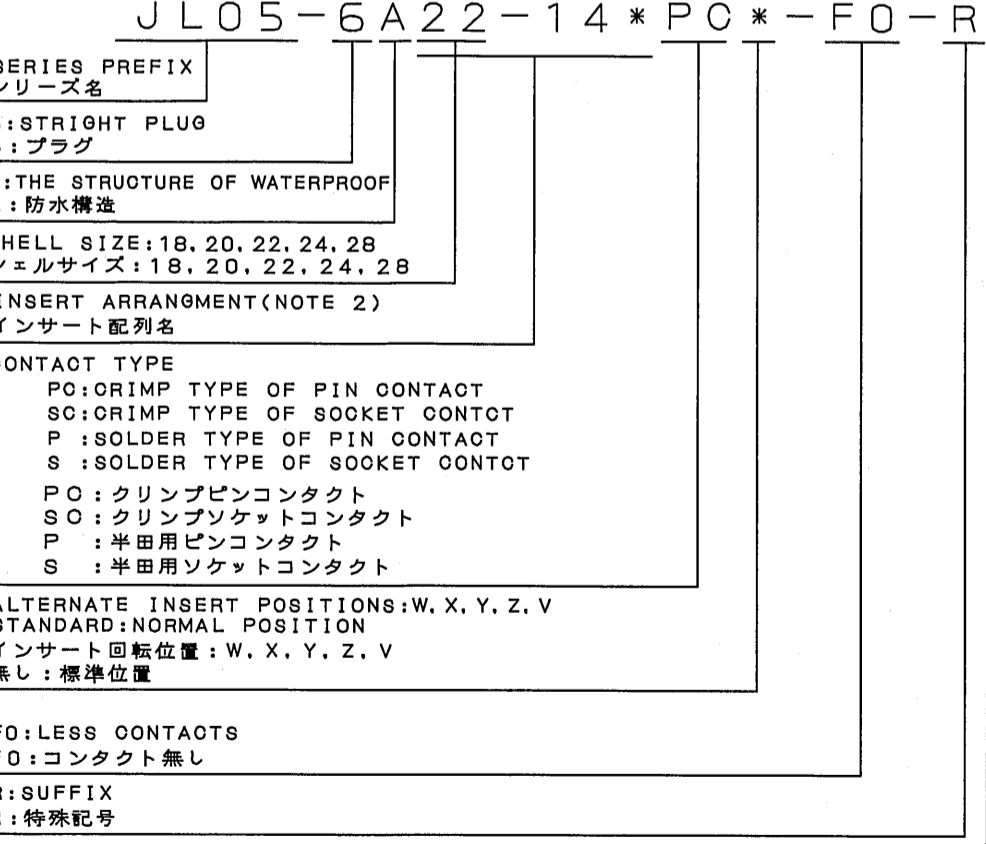 JL05-6A22-14*PC*-F0-R
SERIES PREFIX
シリーズ名
:STRIGHT PLUG
:プラグ
:THE STRUCTURE OF WATERPROOF
:防水構造
SHELL SIZE:18,20,22,24,28
シェルサイズ:18,20,22,24,28
INSERT ARRANGMENT(NOTE 2)
インサート配列名
CONTACT TYPE
PC:CRIMP TYPE OF PIN CONTACT
SC:CRIMP TYPE OF SOCKET CONTCT
P :SOLDER TYPE OF PIN CONTACT
S :SOLDER TYPE OF SOCKET CONTCT
PC:クリンプピンコンタクト
SC:クリンプソケットコンタクト
P :半田用ピンコンタクト
S :半田用ソケットコンタクト
ALTERNATE INSERT POSITIONS:W,X,Y,Z,V
STANDARD:NORMAL POSITION
インサート回転位置:W,X,Y,Z,V
無し:標準位置
F0:LESS CONTACTS
F0:コンタクト無し
R:SUFFIX
:特殊記号